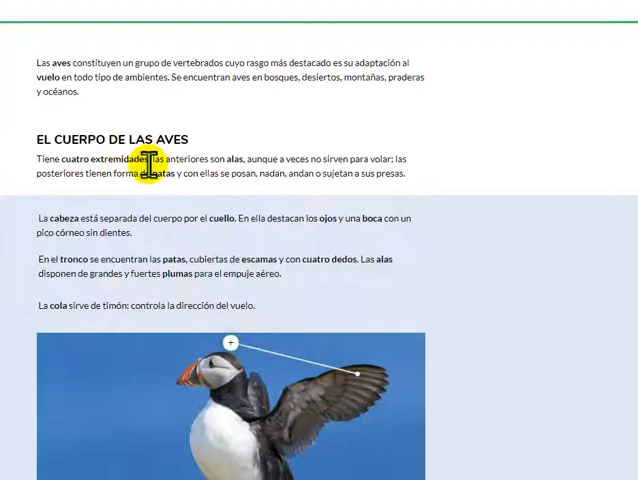 Las aves constituyen un grupo de vertebrados cuyo rasgo más destacado es su adaptación al
vuelo en todo tipo de ambientes. Se encuentran aves en bosques, desiertos, montañas, praderas
y océanos.
EL CUERPO DE LAS AVES
Tiene cuatro extremidades: las anteriores son alas, aunque a veces no sirven para volar; las
posteriores tienen forma de patas y con ellas se posan, nadan, andan o sujetan a sus presas.
La cabeza está separada del cuerpo por el cuello. En ella destacan los ojos y una boca con un
pico córneo sin dientes.
En el tronco se encuentran las patas, cubiertas de escamas y con cuatro dedos. Las alas
disponen de grandes y fuertes plumas para el empuje aéreo.
La cola sirve de timón: controla la dirección del vuelo.
+